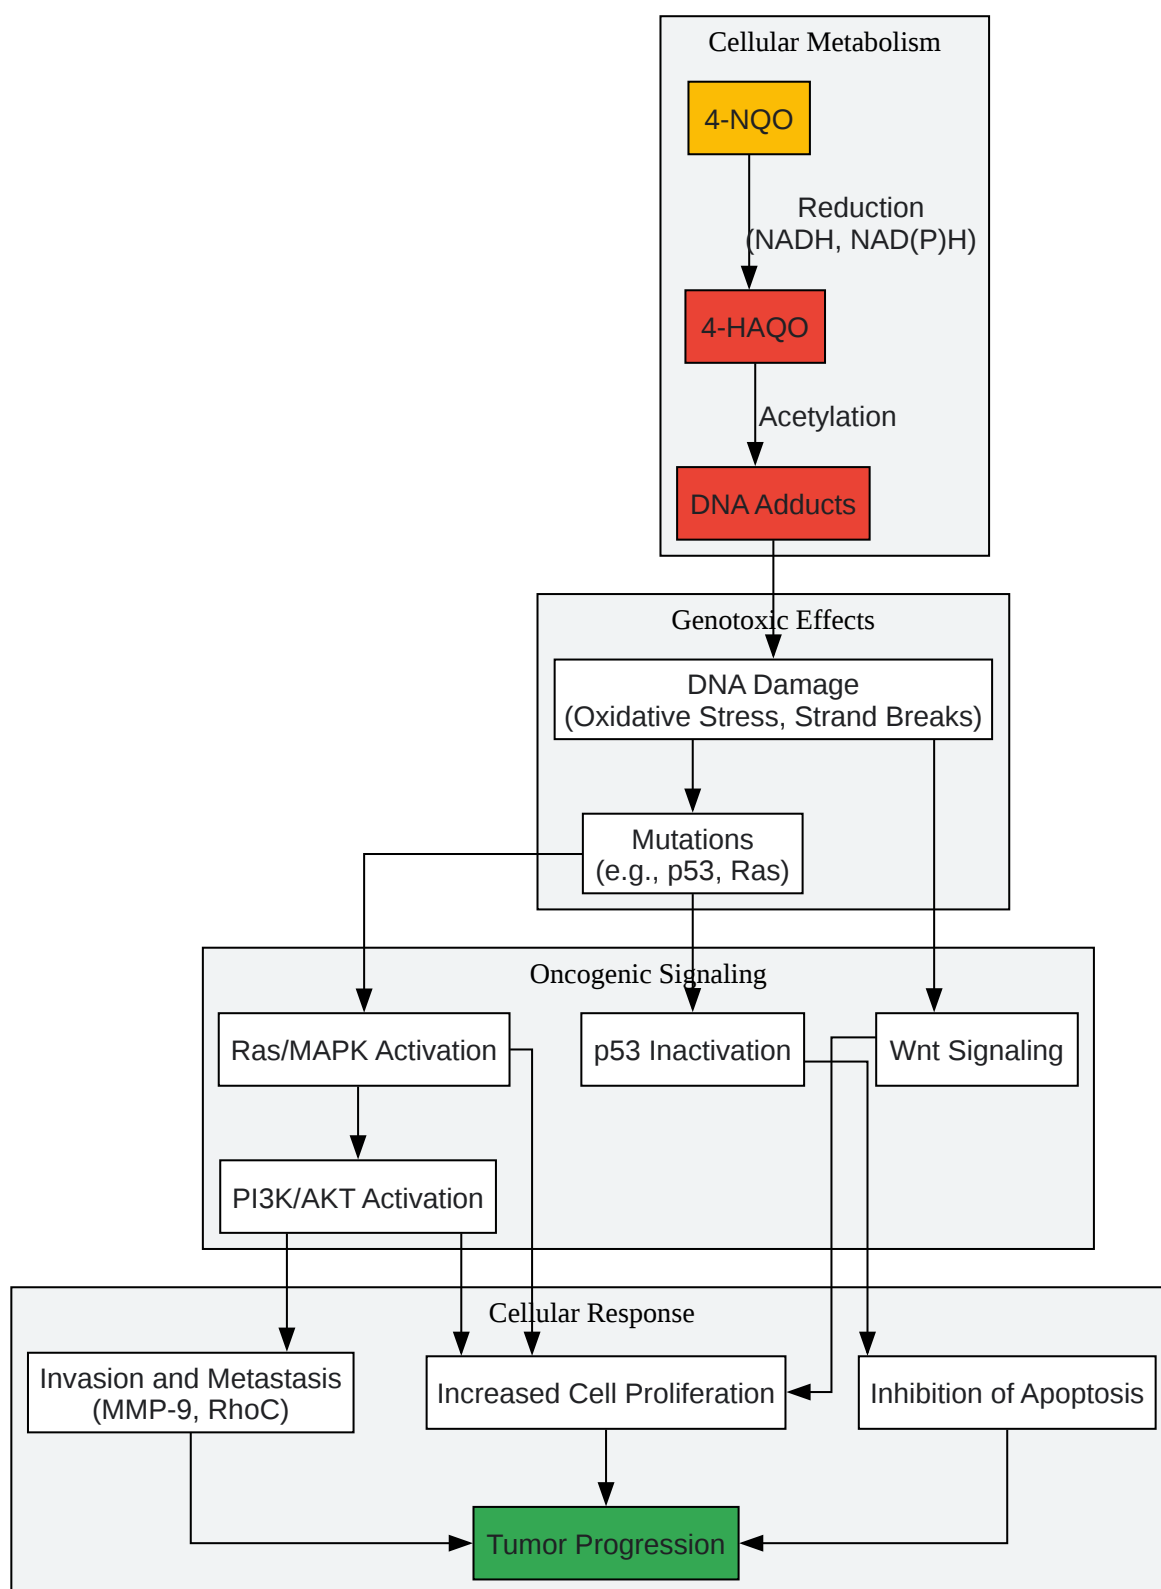 Cellular Metabolism
4-NQO
Reduction
(NADH, NAD(P)H)
4-HAQO
Acetylation
DNA Adducts
Genotoxic Effects
DNA Damage
(Oxidative Stress, Strand Breaks)
Mutations
(e.g., p53, Ras)
Oncogenic Signaling
Ras/MAPK Activation
p53 Inactivation
Wnt Signaling
PI3K/AKT Activation
Cellular Response
Invasion and Metastasis
(MMP-9, RhoC)
Increased Cell Proliferation
Inhibition of Apoptosis
Tumor Progression